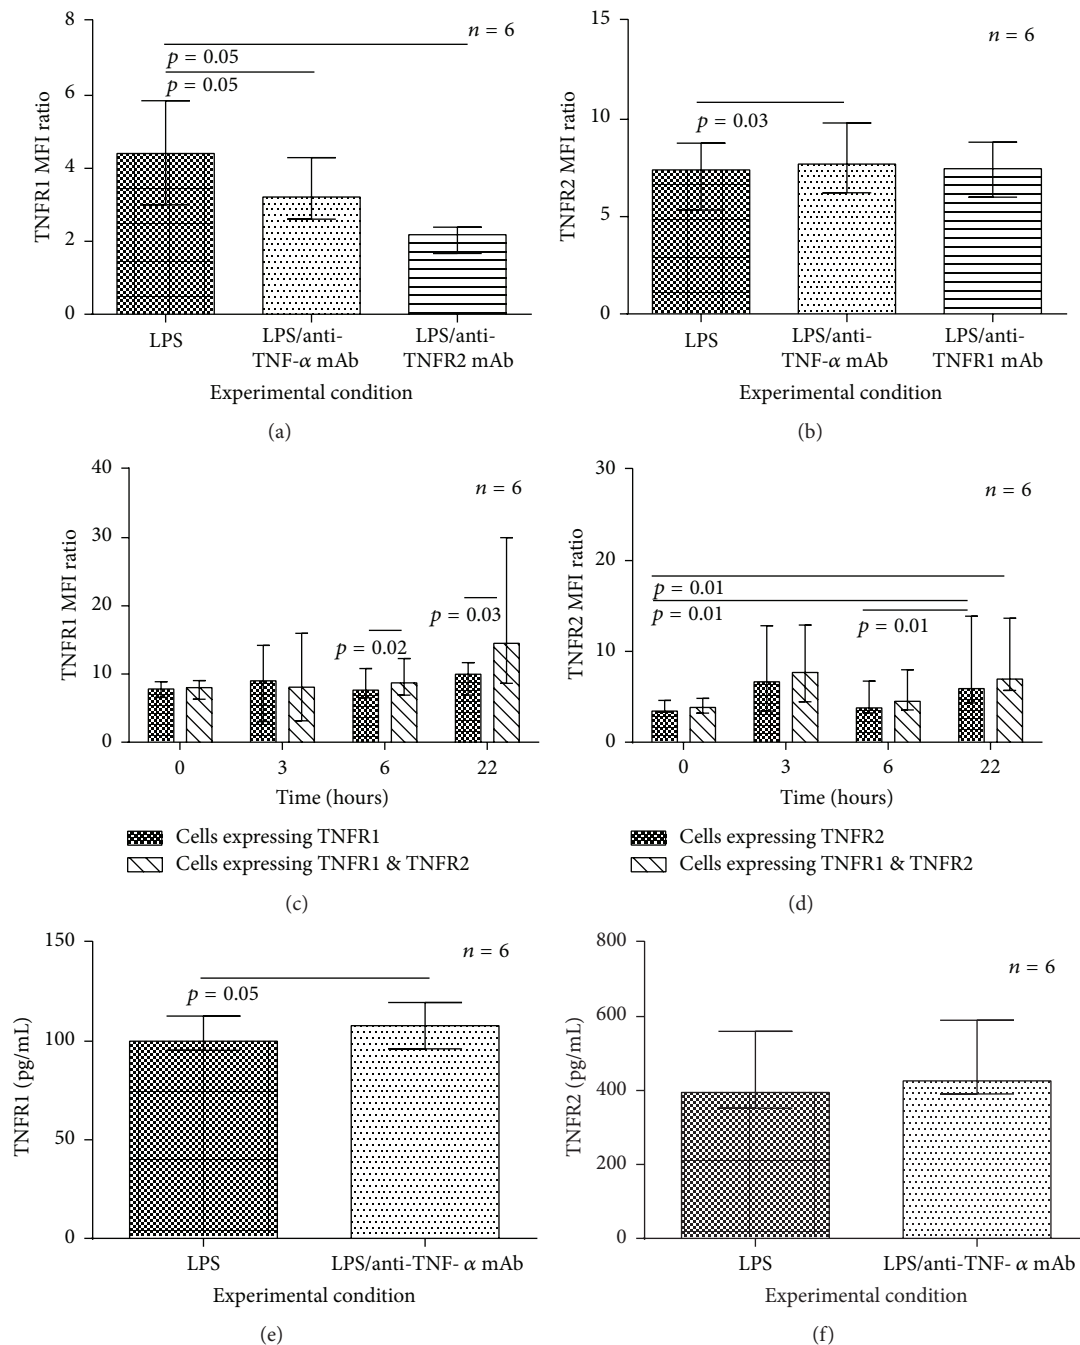 8
6
4
2
0
TNFR1 MFI ratio
n = 6
p = 0.05
p = 0.05
LPS
LPS/anti-
TNF-α mAb
LPS/anti-
TNFR2 mAb
Experimental condition
(a)
15
10
5
0
TNFR2 MFI ratio
n = 6
p = 0.03
LPS
LPS/anti-
TNF-α mAb
LPS/anti-
TNFR1 mAb
Experimental condition
(b)
40
30
20
10
0
TNFR1 MFI ratio
n = 6
p = 0.02
p = 0.03
0 3 6 22
Time (hours)
Cells expressing TNFR1
Cells expressing TNFR1 & TNFR2
(c)
30
20
10
0
TNFR2 MFI ratio
n = 6
p = 0.01
p = 0.01
p = 0.01
0 3 6 22
Time (hours)
Cells expressing TNFR2
Cells expressing TNFR1 & TNFR2
(d)
150
100
50
0
TNFR1 (pg/mL)
n = 6
p = 0.05
LPS
LPS/anti-TNF- α mAb
Experimental condition
(e)
800
600
400
200
0
TNFR2 (pg/mL)
n = 6
LPS
LPS/anti-TNF- α mAb
Experimental condition
(f)